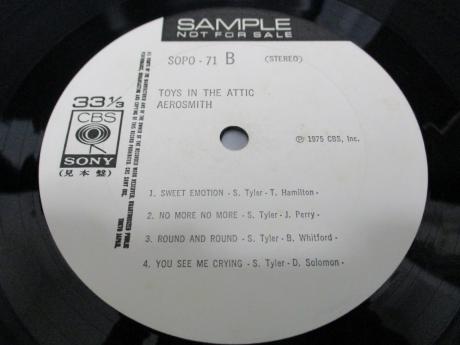 SAMPLE
NOT FOR SALE
SOPO-71 B (STEREO)
TOYS IN THE ATTIC
AEROSMITH
33 1/3
CBS
SONY
(見本盤)
℗ 1975 CBS, Inc.
1. SWEET EMOTION - S. Tyler - T. Hamilton -
2. NO MORE NO MORE - S. Tyler - J. Perry -
3. ROUND AND ROUND - S. Tyler - B. Whitford -
4. YOU SEE ME CRYING - S. Tyler - D. Solomon -